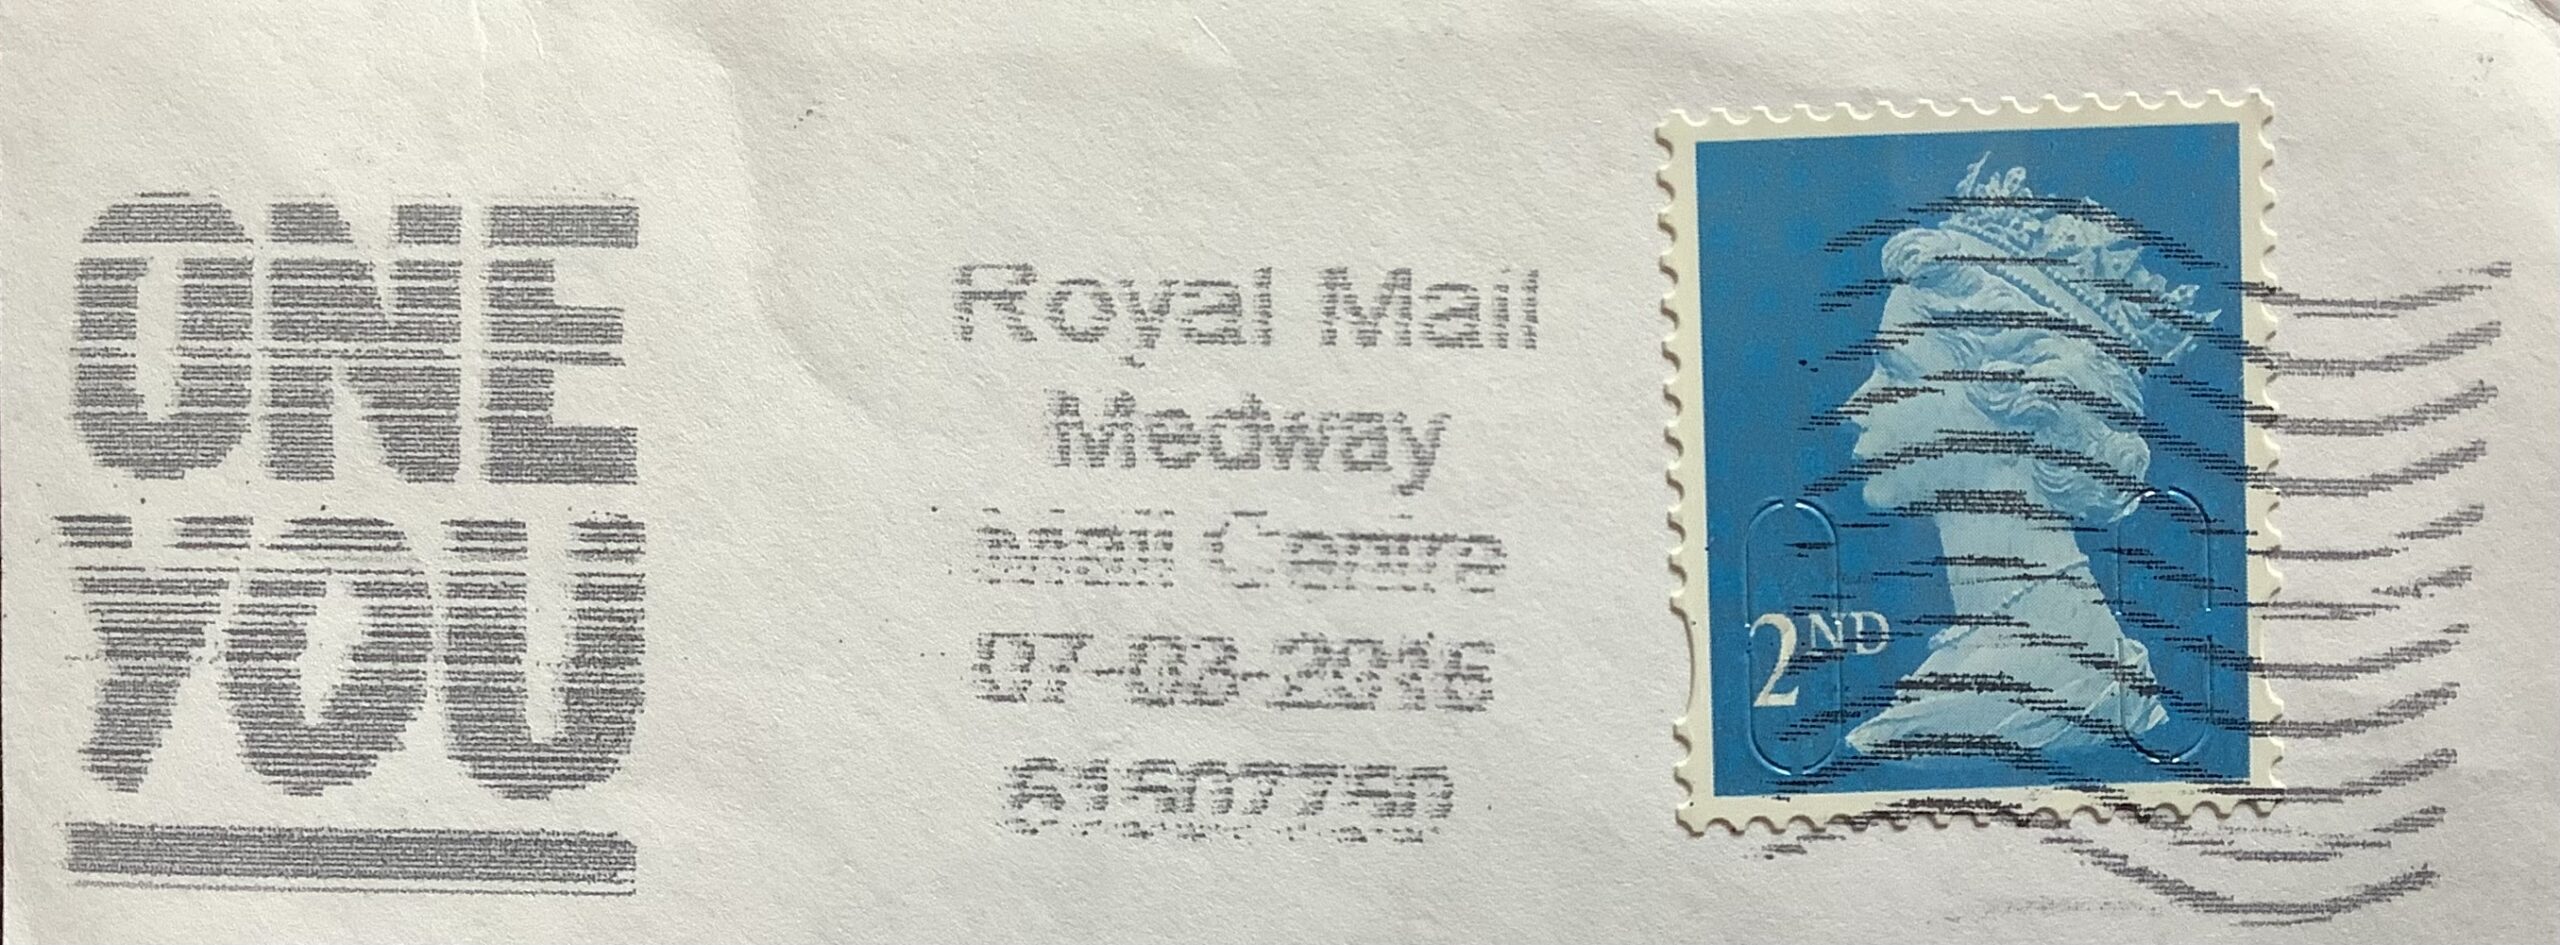 ONE
YOU
Royal Mail
Medway
Mail Centre
2ND